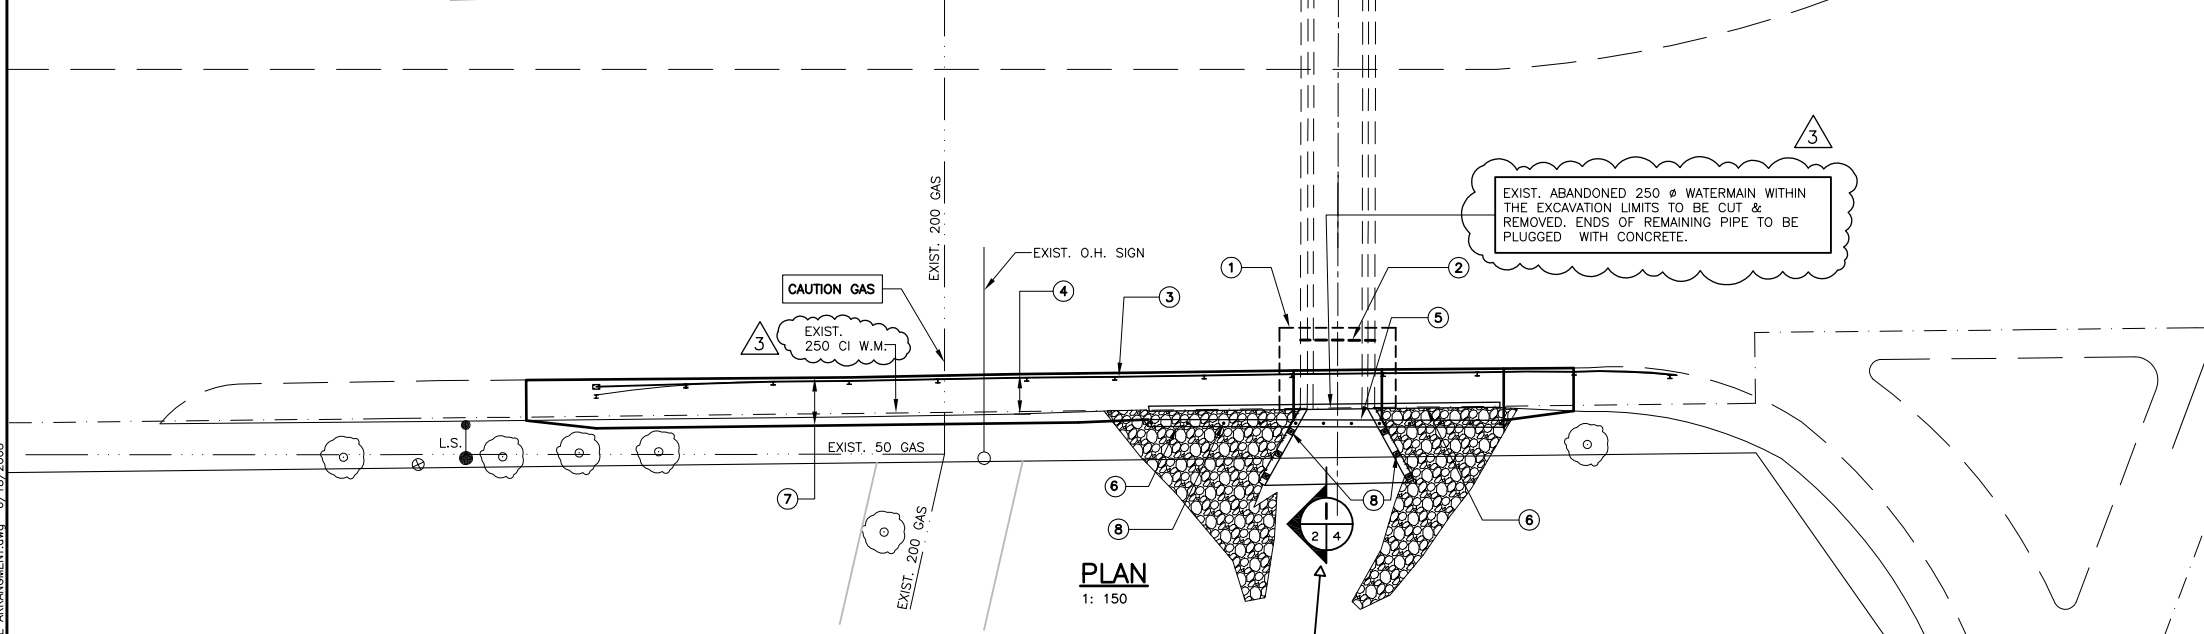 3
EXIST. ABANDONED 250 ø WATERMAIN WITHIN
THE EXCAVATION LIMITS TO BE CUT &
REMOVED. ENDS OF REMAINING PIPE TO BE
PLUGGED WITH CONCRETE.
EXIST. 200 GAS
EXIST. O.H. SIGN
1
2
CAUTION GAS
4
3
5
3
EXIST.
250 CI W.M.
L.S.
EXIST. 50 GAS
7
6
8
8
6
EXIST. 200 GAS
2 4
PLAN
1: 150